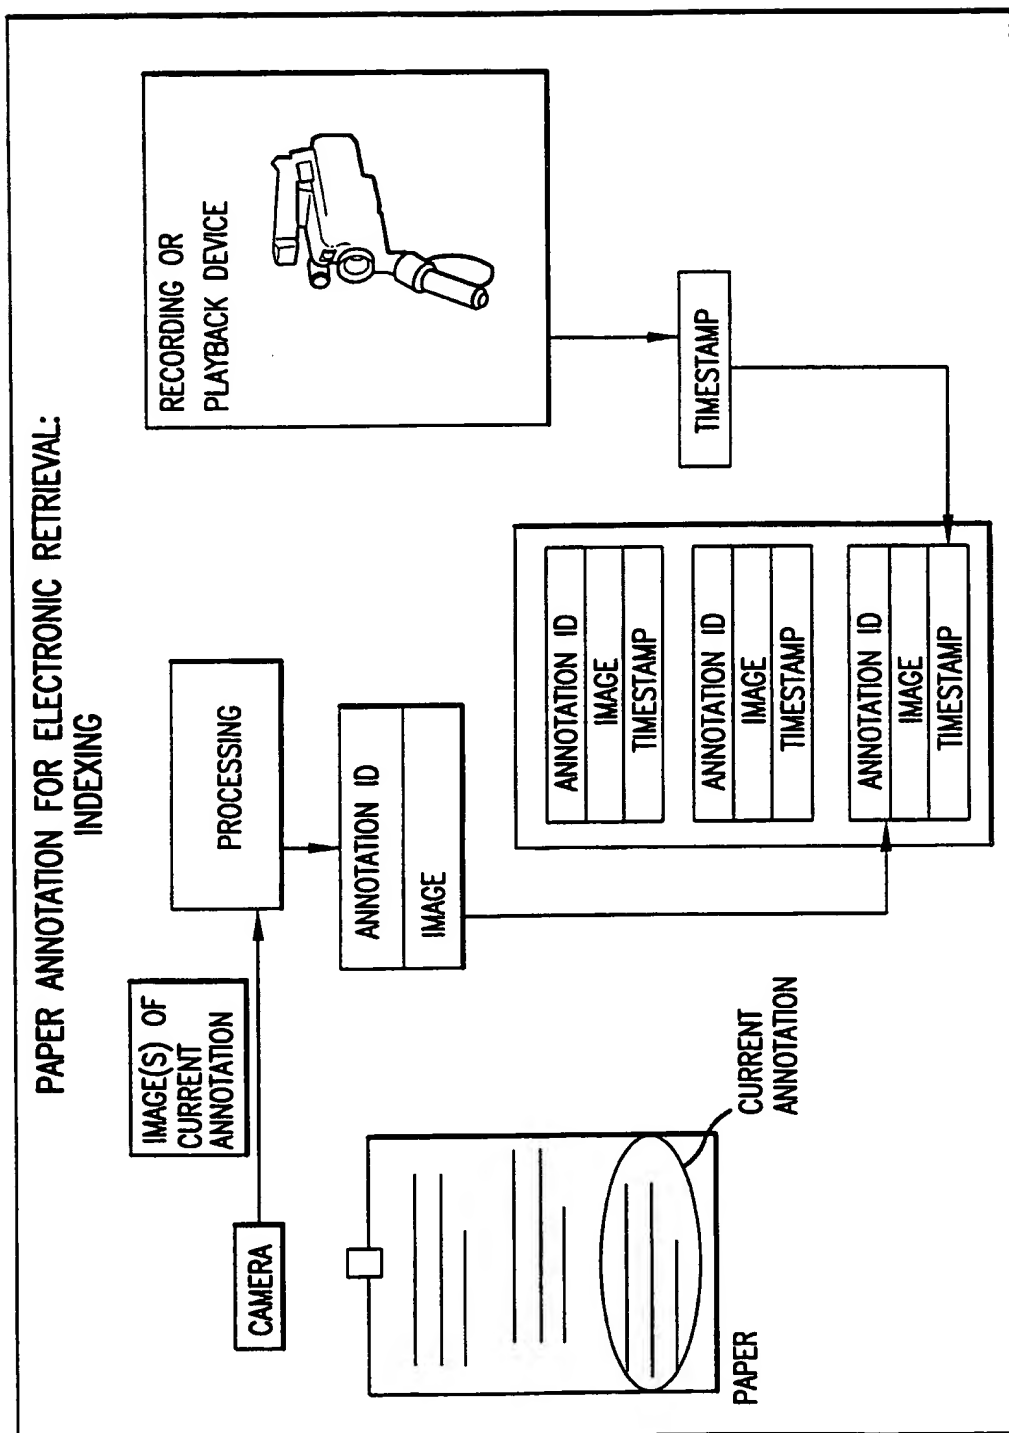 PAPER ANNOTATION FOR ELECTRONIC RETRIEVAL:
INDEXING
CAMERA
IMAGE(S) OF
CURRENT
ANNOTATION
PROCESSING
RECORDING OR
PLAYBACK DEVICE
ANNOTATION ID
IMAGE
TIMESTAMP
PAPER
CURRENT
ANNOTATION
ANNOTATION ID
IMAGE
TIMESTAMP
ANNOTATION ID
IMAGE
TIMESTAMP
ANNOTATION ID
IMAGE
TIMESTAMP